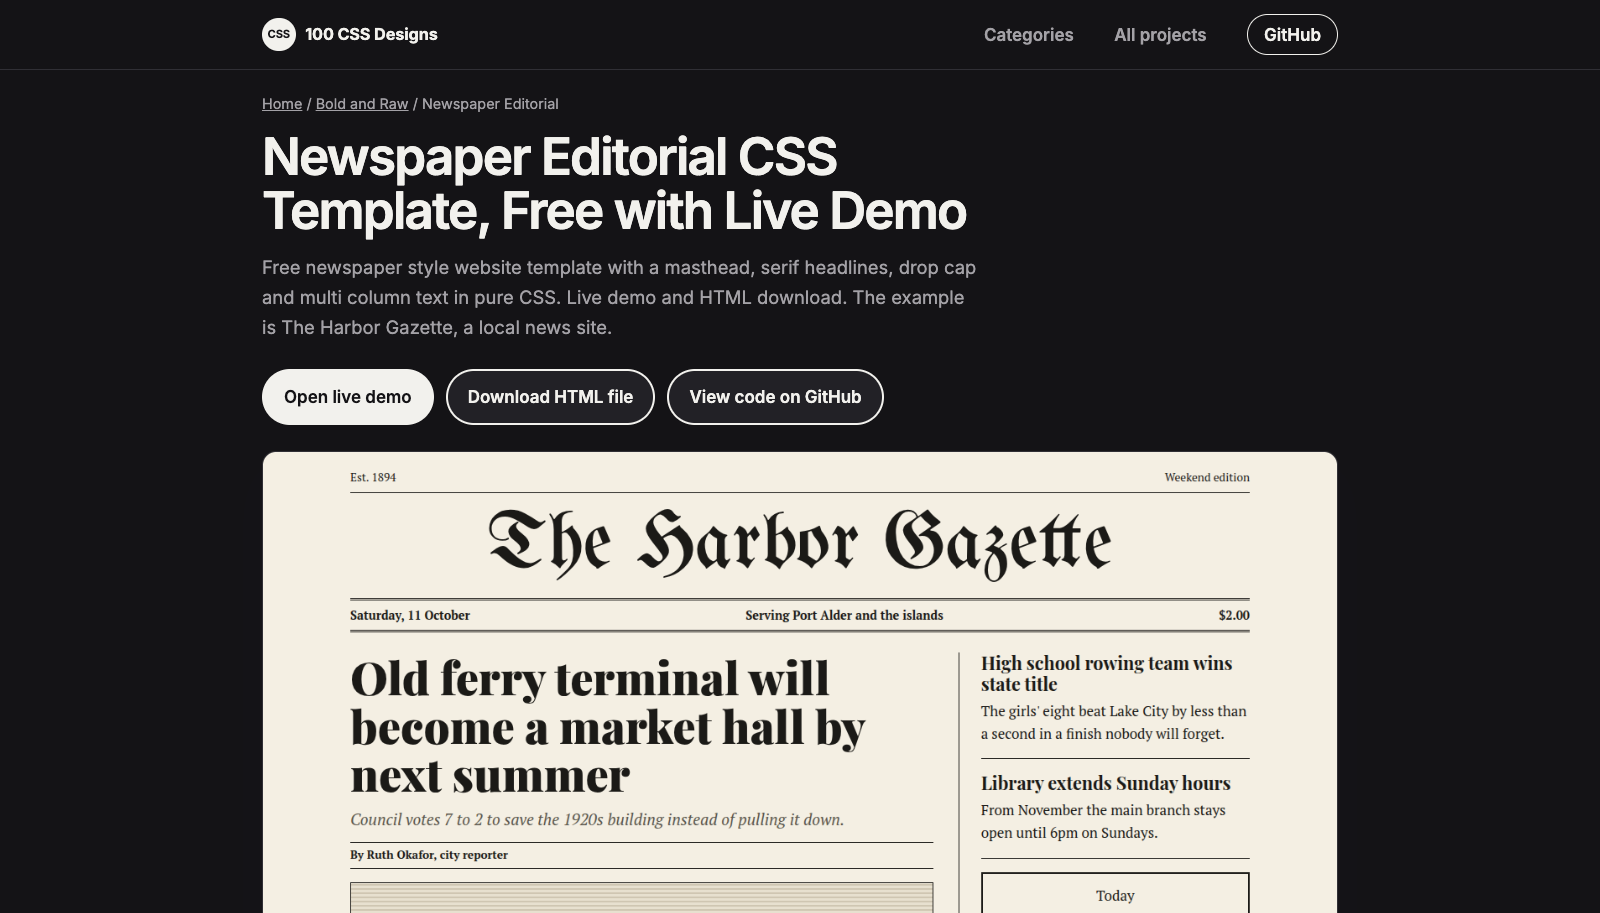 CSS 100 CSS Designs
Categories All projects GitHub
Home / Bold and Raw / Newspaper Editorial
Newspaper Editorial CSS
Template, Free with Live Demo
Free newspaper style website template with a masthead, serif headlines, drop cap
and multi column text in pure CSS. Live demo and HTML download. The example
is The Harbor Gazette, a local news site.
Open live demo Download HTML file View code on GitHub
Est. 1894 Weekend edition
The Harbor Gazette
Saturday, 11 October Serving Port Alder and the islands $2.00
Old ferry terminal will
become a market hall by
next summer
Council votes 7 to 2 to save the 1920s building instead of pulling it down.
By Ruth Okafor, city reporter
High school rowing team wins
state title
The girls' eight beat Lake City by less than
a second in a finish nobody will forget.
Library extends Sunday hours
From November the main branch stays
open until 6pm on Sundays.
Today